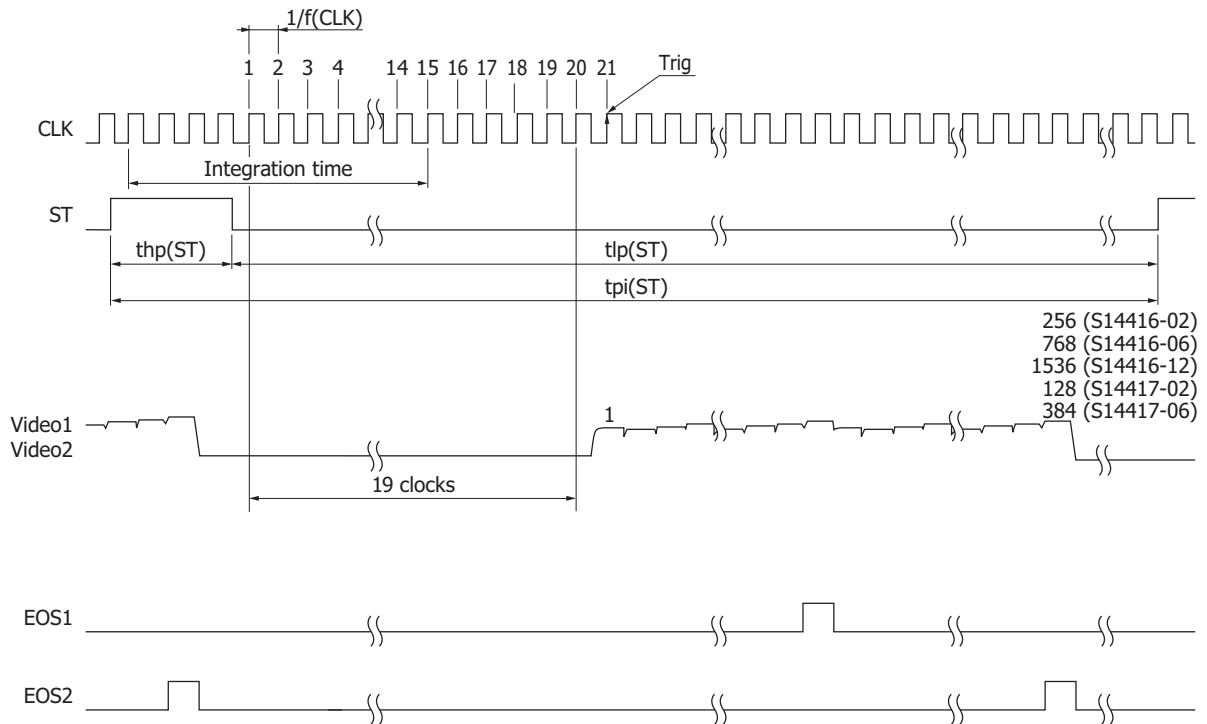 1/f(CLK)
1 2 3 4 14 15 16 17 18 19 20 21 Trig
CLK
Integration time
ST
thp(ST) tlp(ST)
tpi(ST)
256 (S14416-02)
768 (S14416-06)
1536 (S14416-12)
128 (S14417-02)
384 (S14417-06)
1
Video1
Video2
19 clocks
EOS1
EOS2